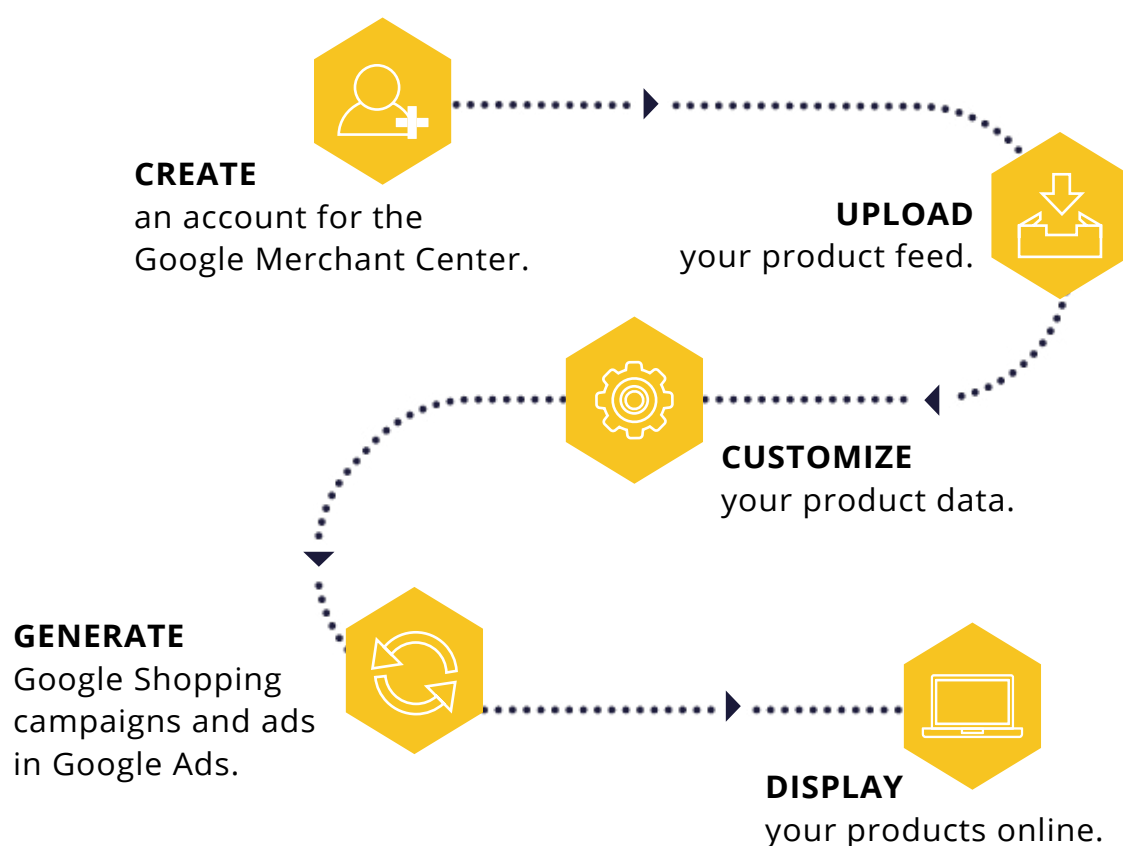 CREATE
an account for the
Google Merchant Center.
UPLOAD
your product feed.
CUSTOMIZE
your product data.
GENERATE
Google Shopping
campaigns and ads
in Google Ads.
DISPLAY
your products online.